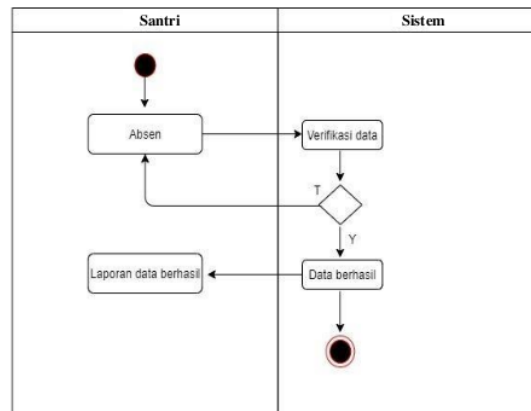 Santri
Sistem
Absen
Verifikasi data
T
Y
Laporan data berhasil
Data berhasil